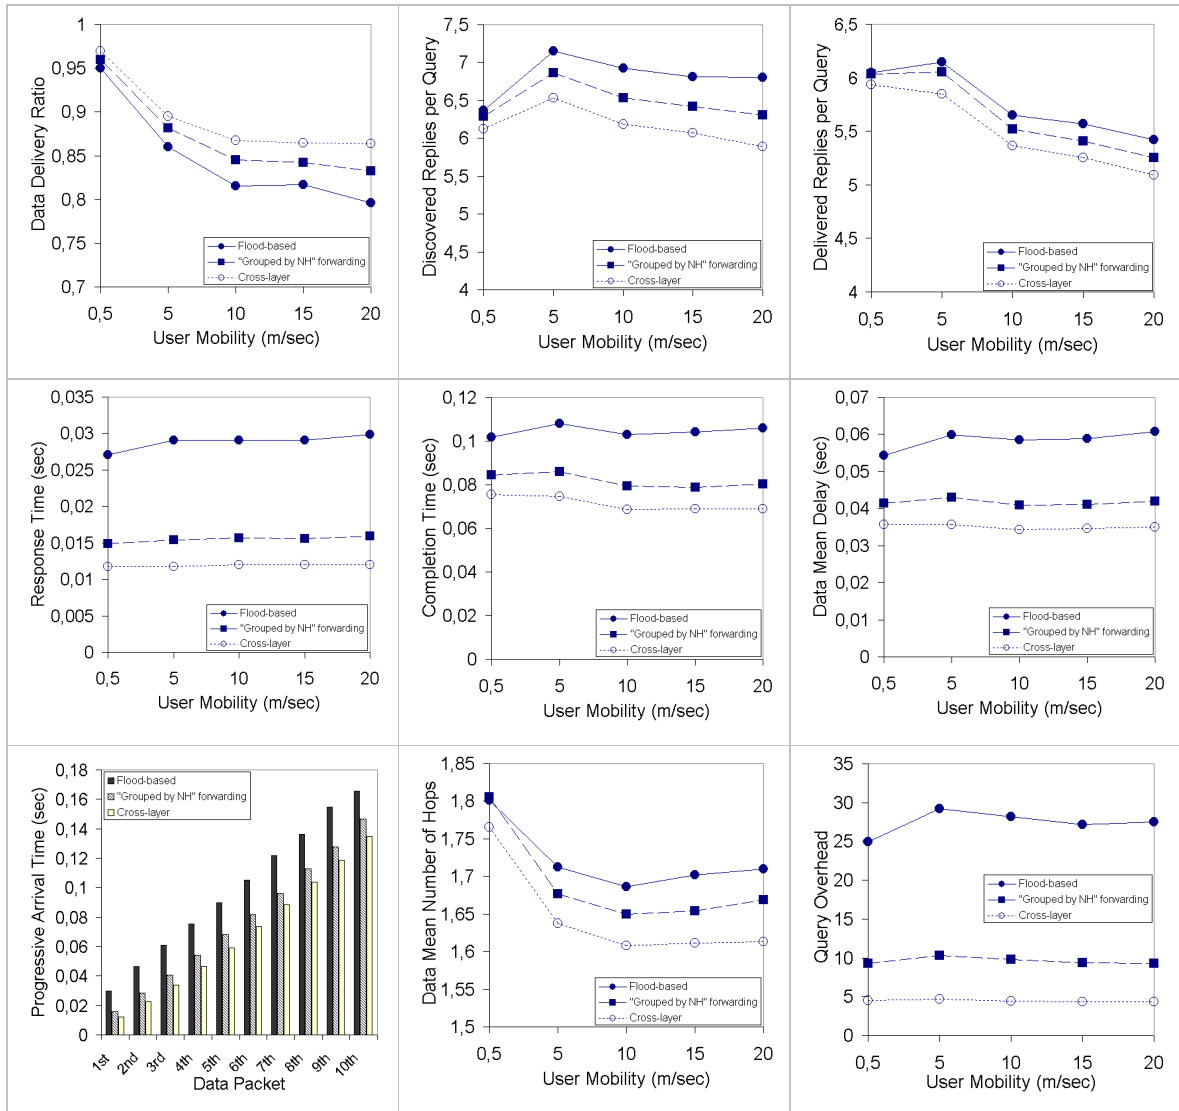 Data Delivery Ratio
1
0,95
0,9
0,85
0,8
0,75
0,7
Flood-based
"Grouped by NH" forwarding
Cross-layer
0,5 5 10 15 20
User Mobility (m/sec)
Discovered Replies per Query
7,5
7
6,5
6
5,5
5
4,5
4
Flood-based
"Grouped by NH" forwarding
Cross-layer
0,5 5 10 15 20
User Mobility (m/sec)
Delivered Replies per Query
6,5
6
5,5
5
4,5
4
Flood-based
"Grouped by NH" forwarding
Cross-layer
0,5 5 10 15 20
User Mobility (m/sec)
Response Time (sec)
0,035
0,03
0,025
0,02
0,015
0,01
0,005
0
Flood-based
"Grouped by NH" forwarding
Cross-layer
0,5 5 10 15 20
User Mobility (m/sec)
Completion Time (sec)
0,12
0,1
0,08
0,06
0,04
0,02
0
Flood-based
"Grouped by NH" forwarding
Cross-layer
0,5 5 10 15 20
User Mobility (m/sec)
Data Mean Delay (sec)
0,07
0,06
0,05
0,04
0,03
0,02
0,01
0
Flood-based
"Grouped by NH" forwarding
Cross-layer
0,5 5 10 15 20
User Mobility (m/sec)
Progressive Arrival Time (sec)
0,18
0,16
0,14
0,12
0,1
0,08
0,06
0,04
0,02
0
Flood-based
"Grouped by NH" forwarding
Cross-layer
1st 2nd 3rd 4th 5th 6th 7th 8th 9th 10th
Data Packet
Data Mean Number of Hops
1,85
1,8
1,75
1,7
1,65
1,6
1,55
1,5
Flood-based
"Grouped by NH" forwarding
Cross-layer
0,5 5 10 15 20
User Mobility (m/sec)
Query Overhead
35
30
25
20
15
10
5
0
Flood-based
"Grouped by NH" forwarding
Cross-layer
0,5 5 10 15 20
User Mobility (m/sec)